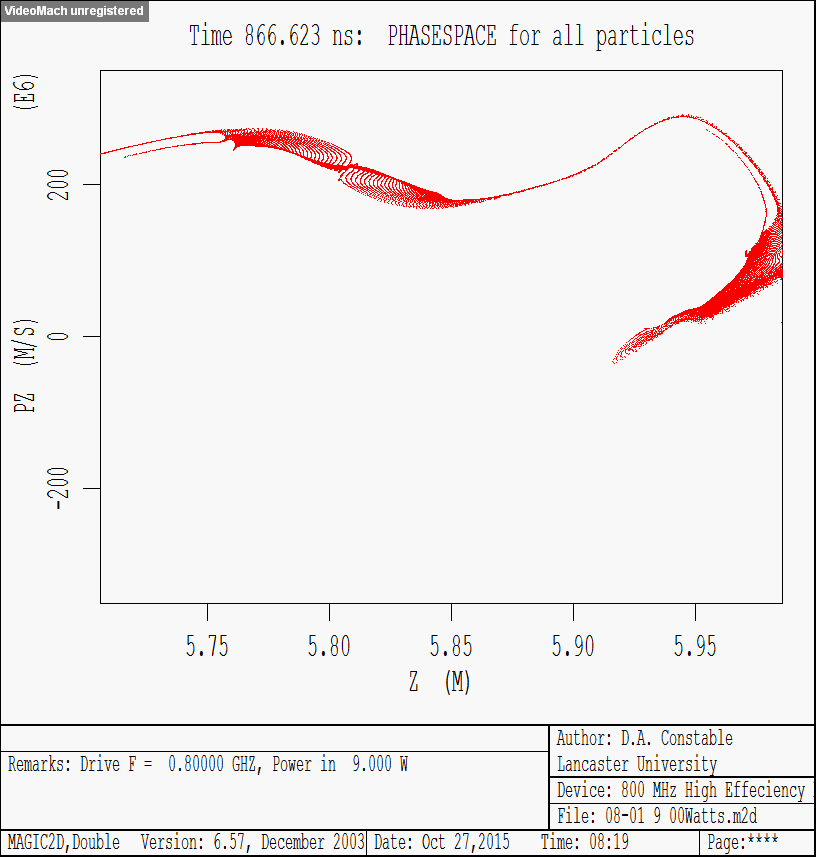 VideoMach unregistered
Time 866.623 ns:  PHASESPACE for all particles
(E6)
PZ (M/S)
200
0
-200
5.75 5.80 5.85 5.90 5.95
Z (M)
Author: D.A. Constable
Remarks: Drive F =  0.80000 GHZ, Power in  9.000 W
Lancaster University
Device: 800 MHz High Effeciency
File: 08-01 9 00Watts.m2d
MAGIC2D,Double Version: 6.57, December 2003 Date: Oct 27,2015 Time: 08:19 Page:****